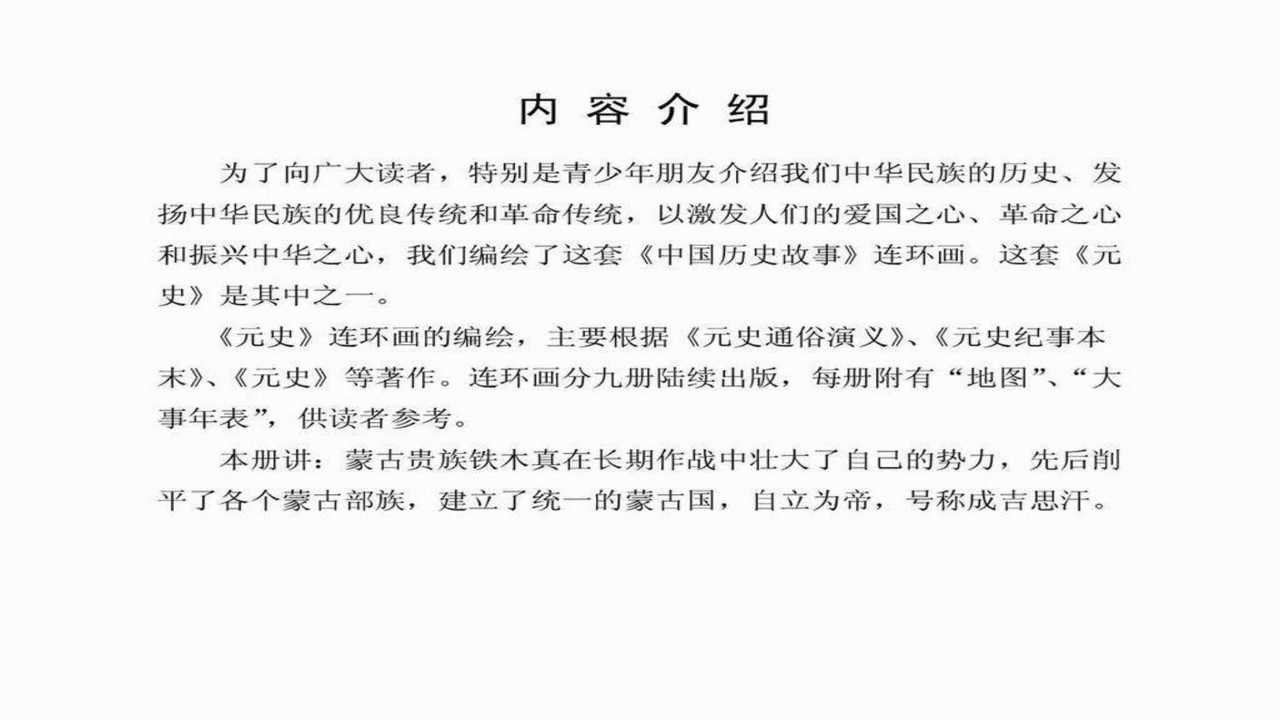 内容介绍
为了向广大读者，特别是青少年朋友介绍我们中华民族的历史、发
扬中华民族的优良传统和革命传统，以激发人们的爱国之心、革命之心
和振兴中华之心，我们编绘了这套《中国历史故事》连环画。这套《元
史》是其中之一。
《元史》连环画的编绘，主要根据《元史通俗演义》、《元史纪事本
末》、《元史》等著作。连环画分九册陆续出版，每册附有“地图”、“大
事年表”，供读者参考。
本册讲：蒙古贵族铁木真在长期作战中壮大了自己的势力，先后削
平了各个蒙古部族，建立了统一的蒙古国，自立为帝，号称成吉思汗。